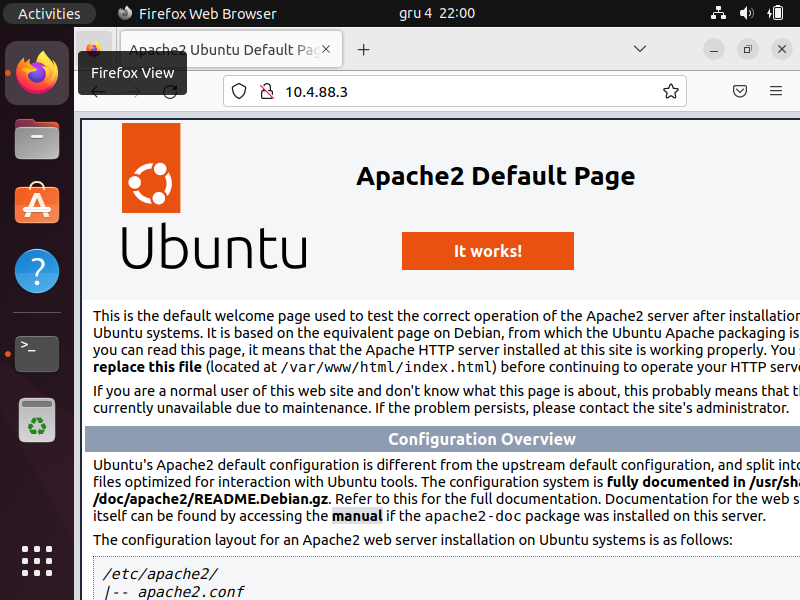 Activities
Firefox Web Browser
gru 4 22:00
Apache2 Ubuntu Default Pag
Firefox View
10.4.88.3
Ubuntu
Apache2 Default Page
It works!
This is the default welcome page used to test the correct operation of the Apache2 server after installation
Ubuntu systems. It is based on the equivalent page on Debian, from which the Ubuntu Apache packaging is
you can read this page, it means that the Apache HTTP server installed at this site is working properly. You
replace this file (located at /var/www/html/index.html) before continuing to operate your HTTP serve
If you are a normal user of this web site and don't know what this page is about, this probably means that th
currently unavailable due to maintenance. If the problem persists, please contact the site's administrator.
Configuration Overview
Ubuntu's Apache2 default configuration is different from the upstream default configuration, and split into
files optimized for interaction with Ubuntu tools. The configuration system is fully documented in /usr/sha
/doc/apache2/README.Debian.gz. Refer to this for the full documentation. Documentation for the web s
itself can be found by accessing the manual if the apache2-doc package was installed on this server.
The configuration layout for an Apache2 web server installation on Ubuntu systems is as follows:
/etc/apache2/
|-- apache2.conf